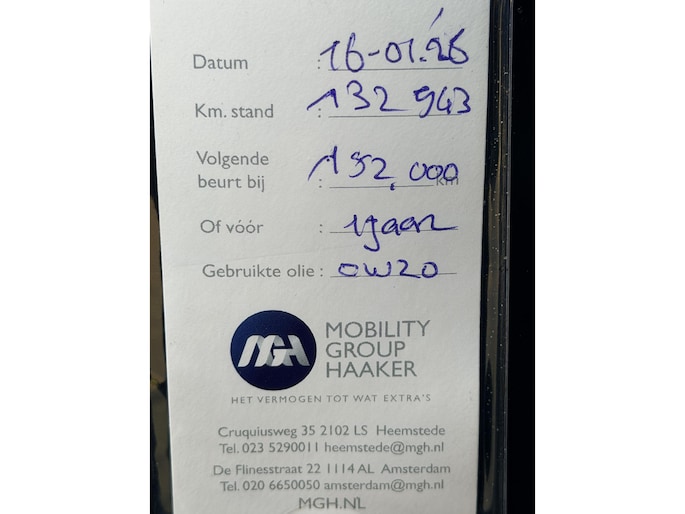 Datum : 16-01-'26
Km. stand : 132 943
Volgende
beurt bij : 152.000 km
Of vóór : 1 jaar
Gebruikte olie : 0W20
MGH
MOBILITY
GROUP
HAAKER
HET VERMOGEN TOT WAT EXTRA'S
Cruquiusweg 35 2102 LS Heemstede
Tel. 023 5290011 heemstede@mgh.nl
De Flinesstraat 22 1114 AL Amsterdam
Tel. 020 6650050 amsterdam@mgh.nl
MGH.NL